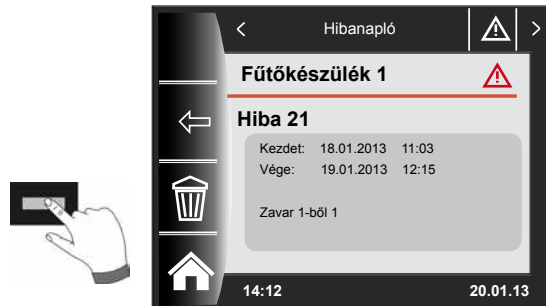 Hibanapló
Fűtőkészülék 1
Hiba 21
Kezdet: 18.01.2013 11:03
Vége: 19.01.2013 12:15
Zavar 1-ből 1
14:12 20.01.13